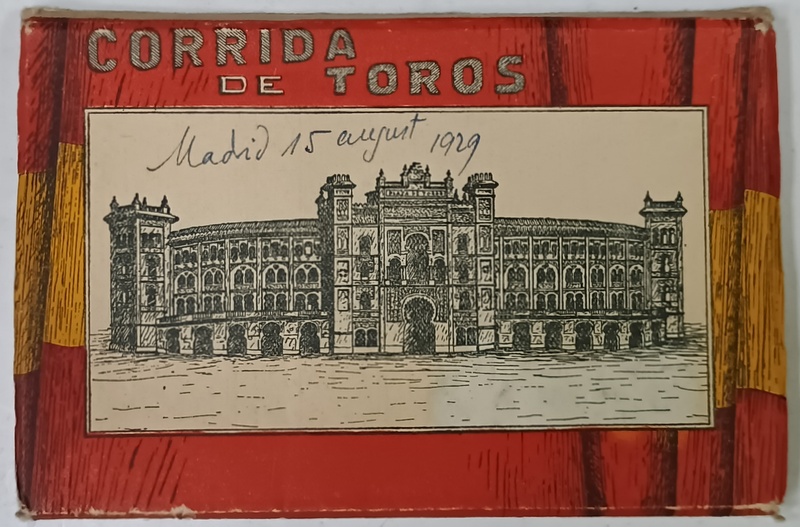 CORRIDA
DE TOROS
Madrid 15 august 1929